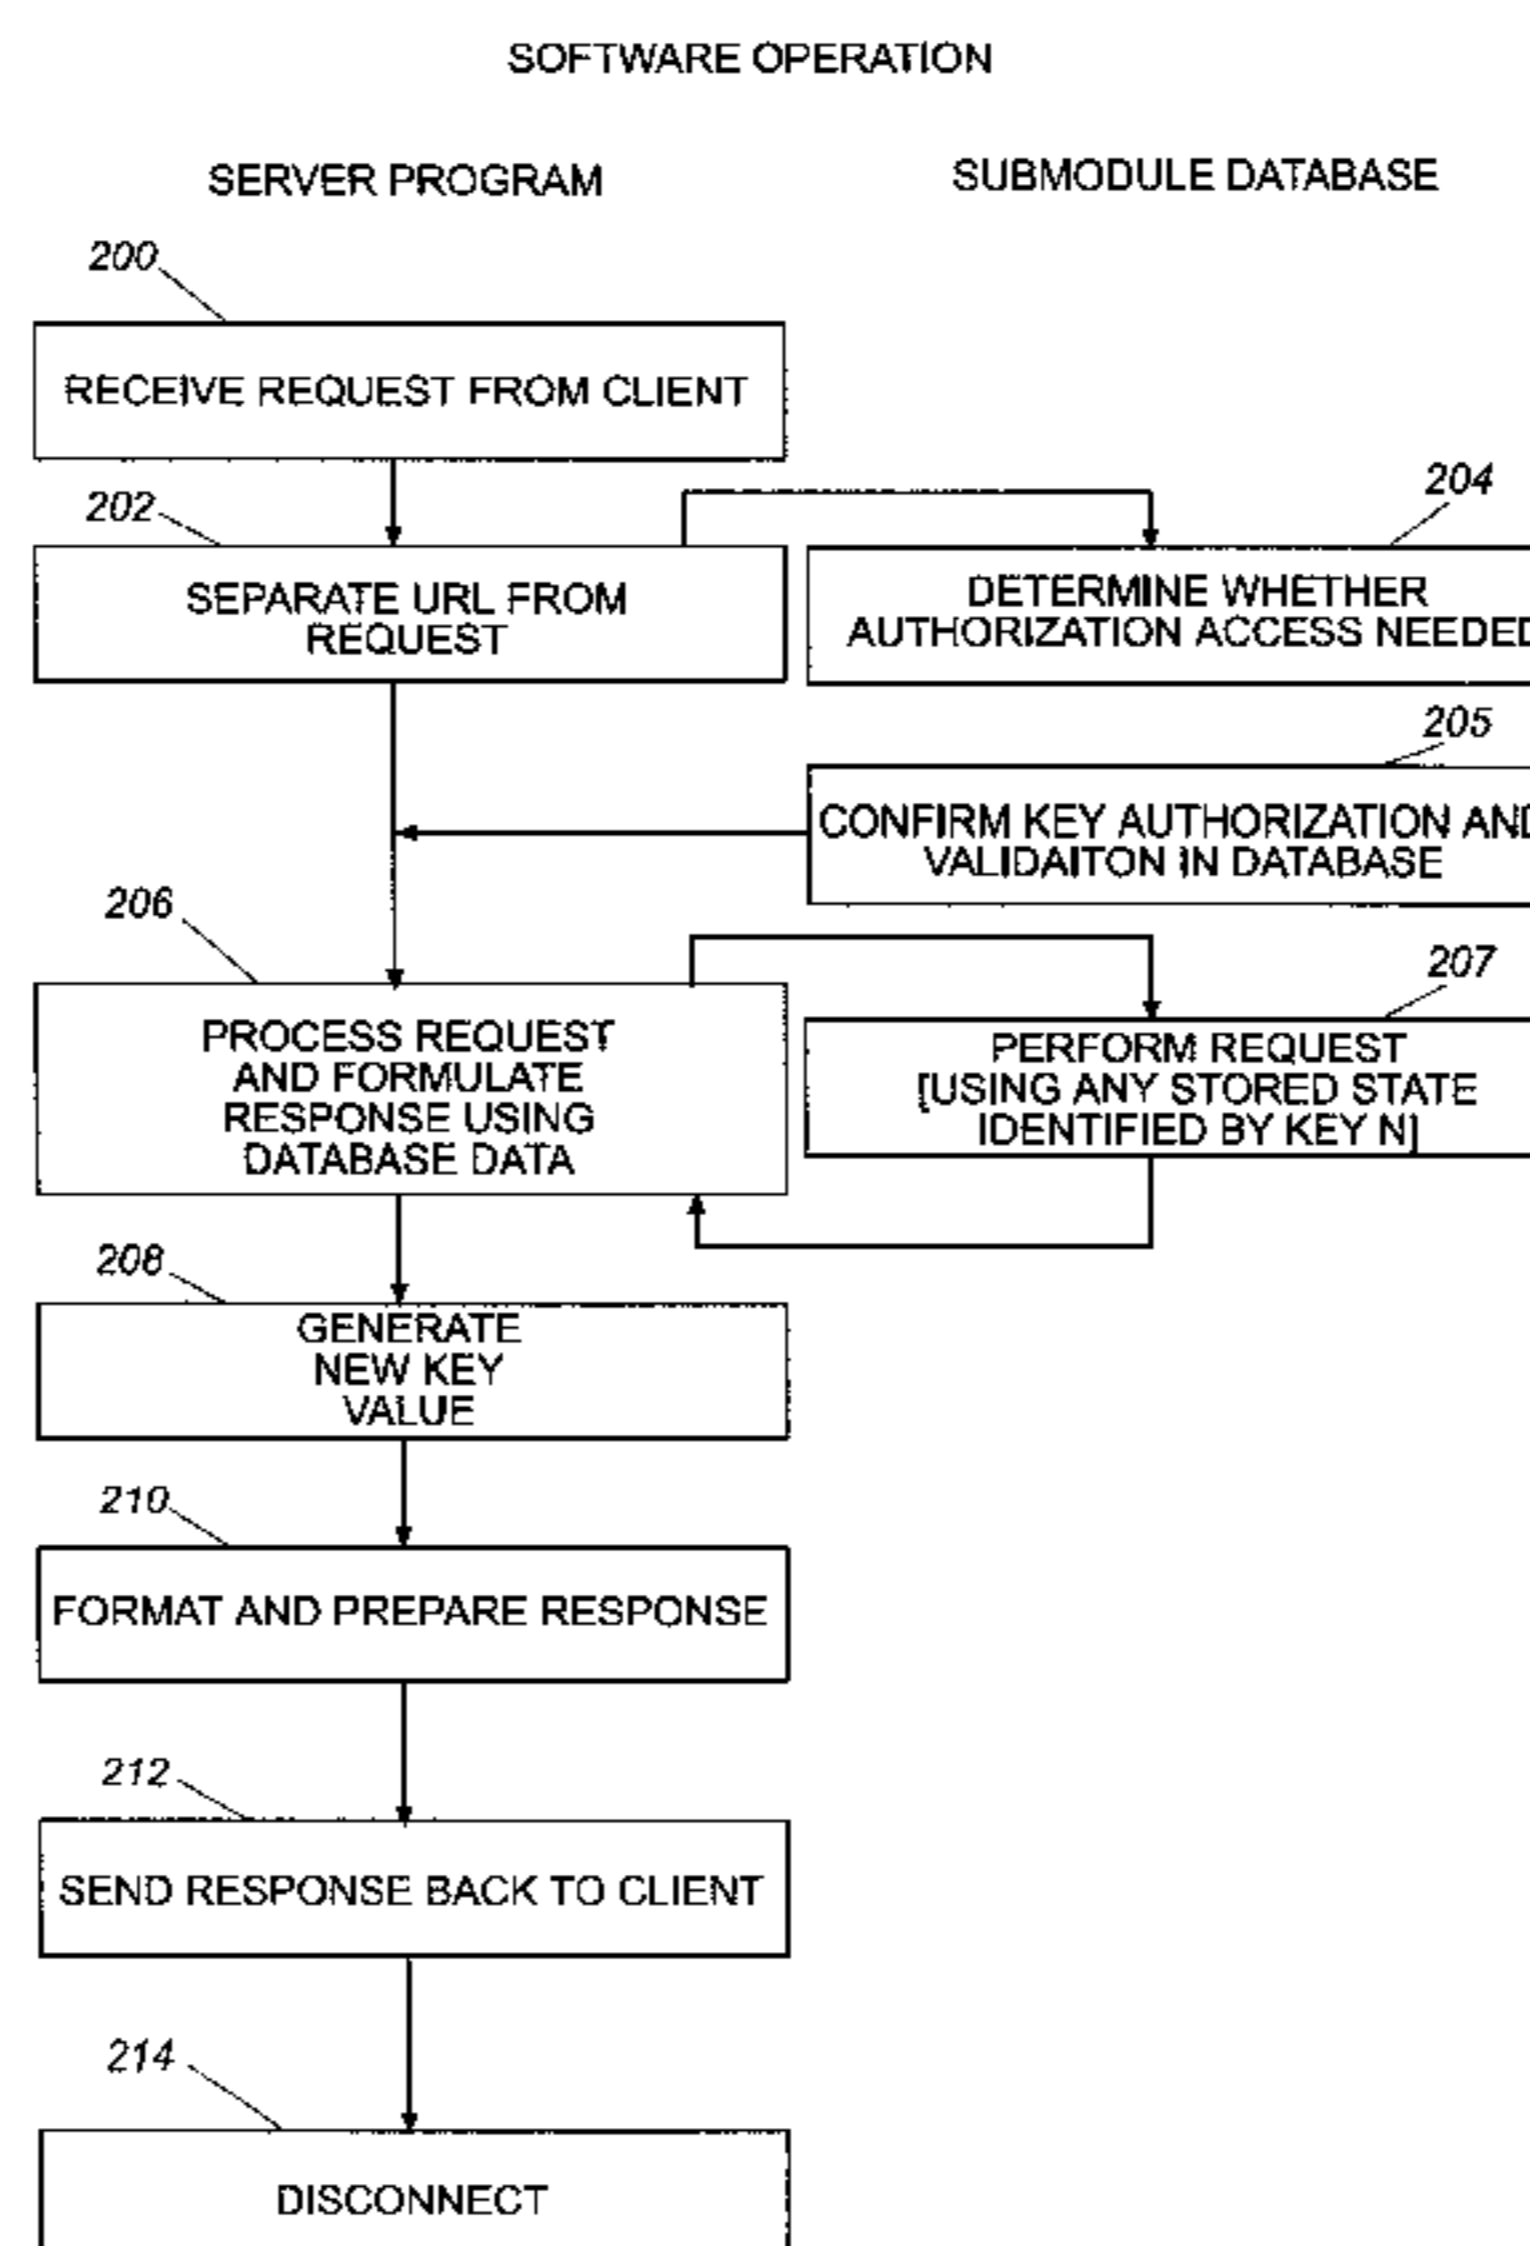 SOFTWARE OPERATION
SERVER PROGRAM
SUBMODULE DATABASE
200
RECEIVE REQUEST FROM CLIENT
202
204
SEPARATE URL FROM
REQUEST
DETERMINE WHETHER
AUTHORIZATION ACCESS NEEDED
205
CONFIRM KEY AUTHORIZATION AND
VALIDAITON IN DATABASE
206
207
PROCESS REQUEST
AND FORMULATE
RESPONSE USING
DATABASE DATA
PERFORM REQUEST
[USING ANY STORED STATE
IDENTIFIED BY KEY N]
208
GENERATE
NEW KEY
VALUE
210
FORMAT AND PREPARE RESPONSE
212
SEND RESPONSE BACK TO CLIENT
214
DISCONNECT